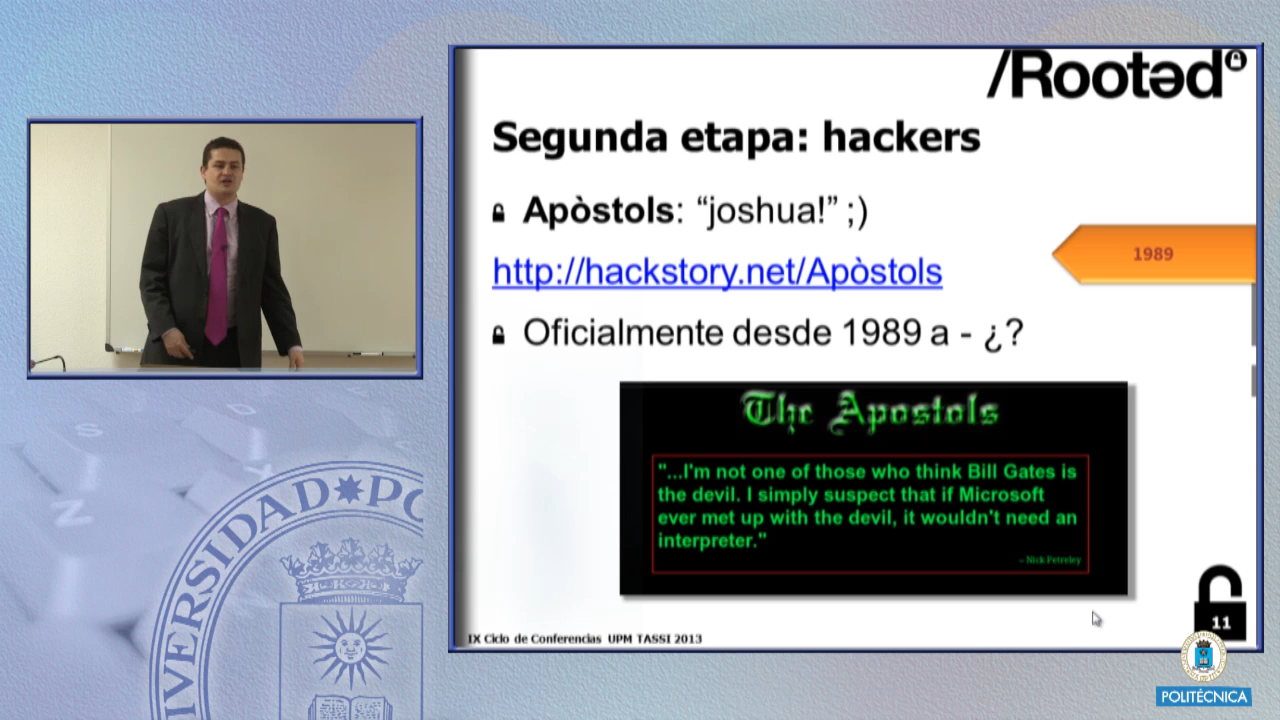 /Rootəd
Segunda etapa: hackers
Apòstols: “joshua!” ;)
1989
http://hackstory.net/Apòstols
Oficialmente desde 1989 a - ¿?
The Apostols
"...I'm not one of those who think Bill Gates is
the devil. I simply suspect that if Microsoft
ever met up with the devil, it wouldn't need an
interpreter."
– Nick Petreley
11
IX Ciclo de Conferencias UPM TASSI 2013
POLITÉCNICA
VERSIDAD PO